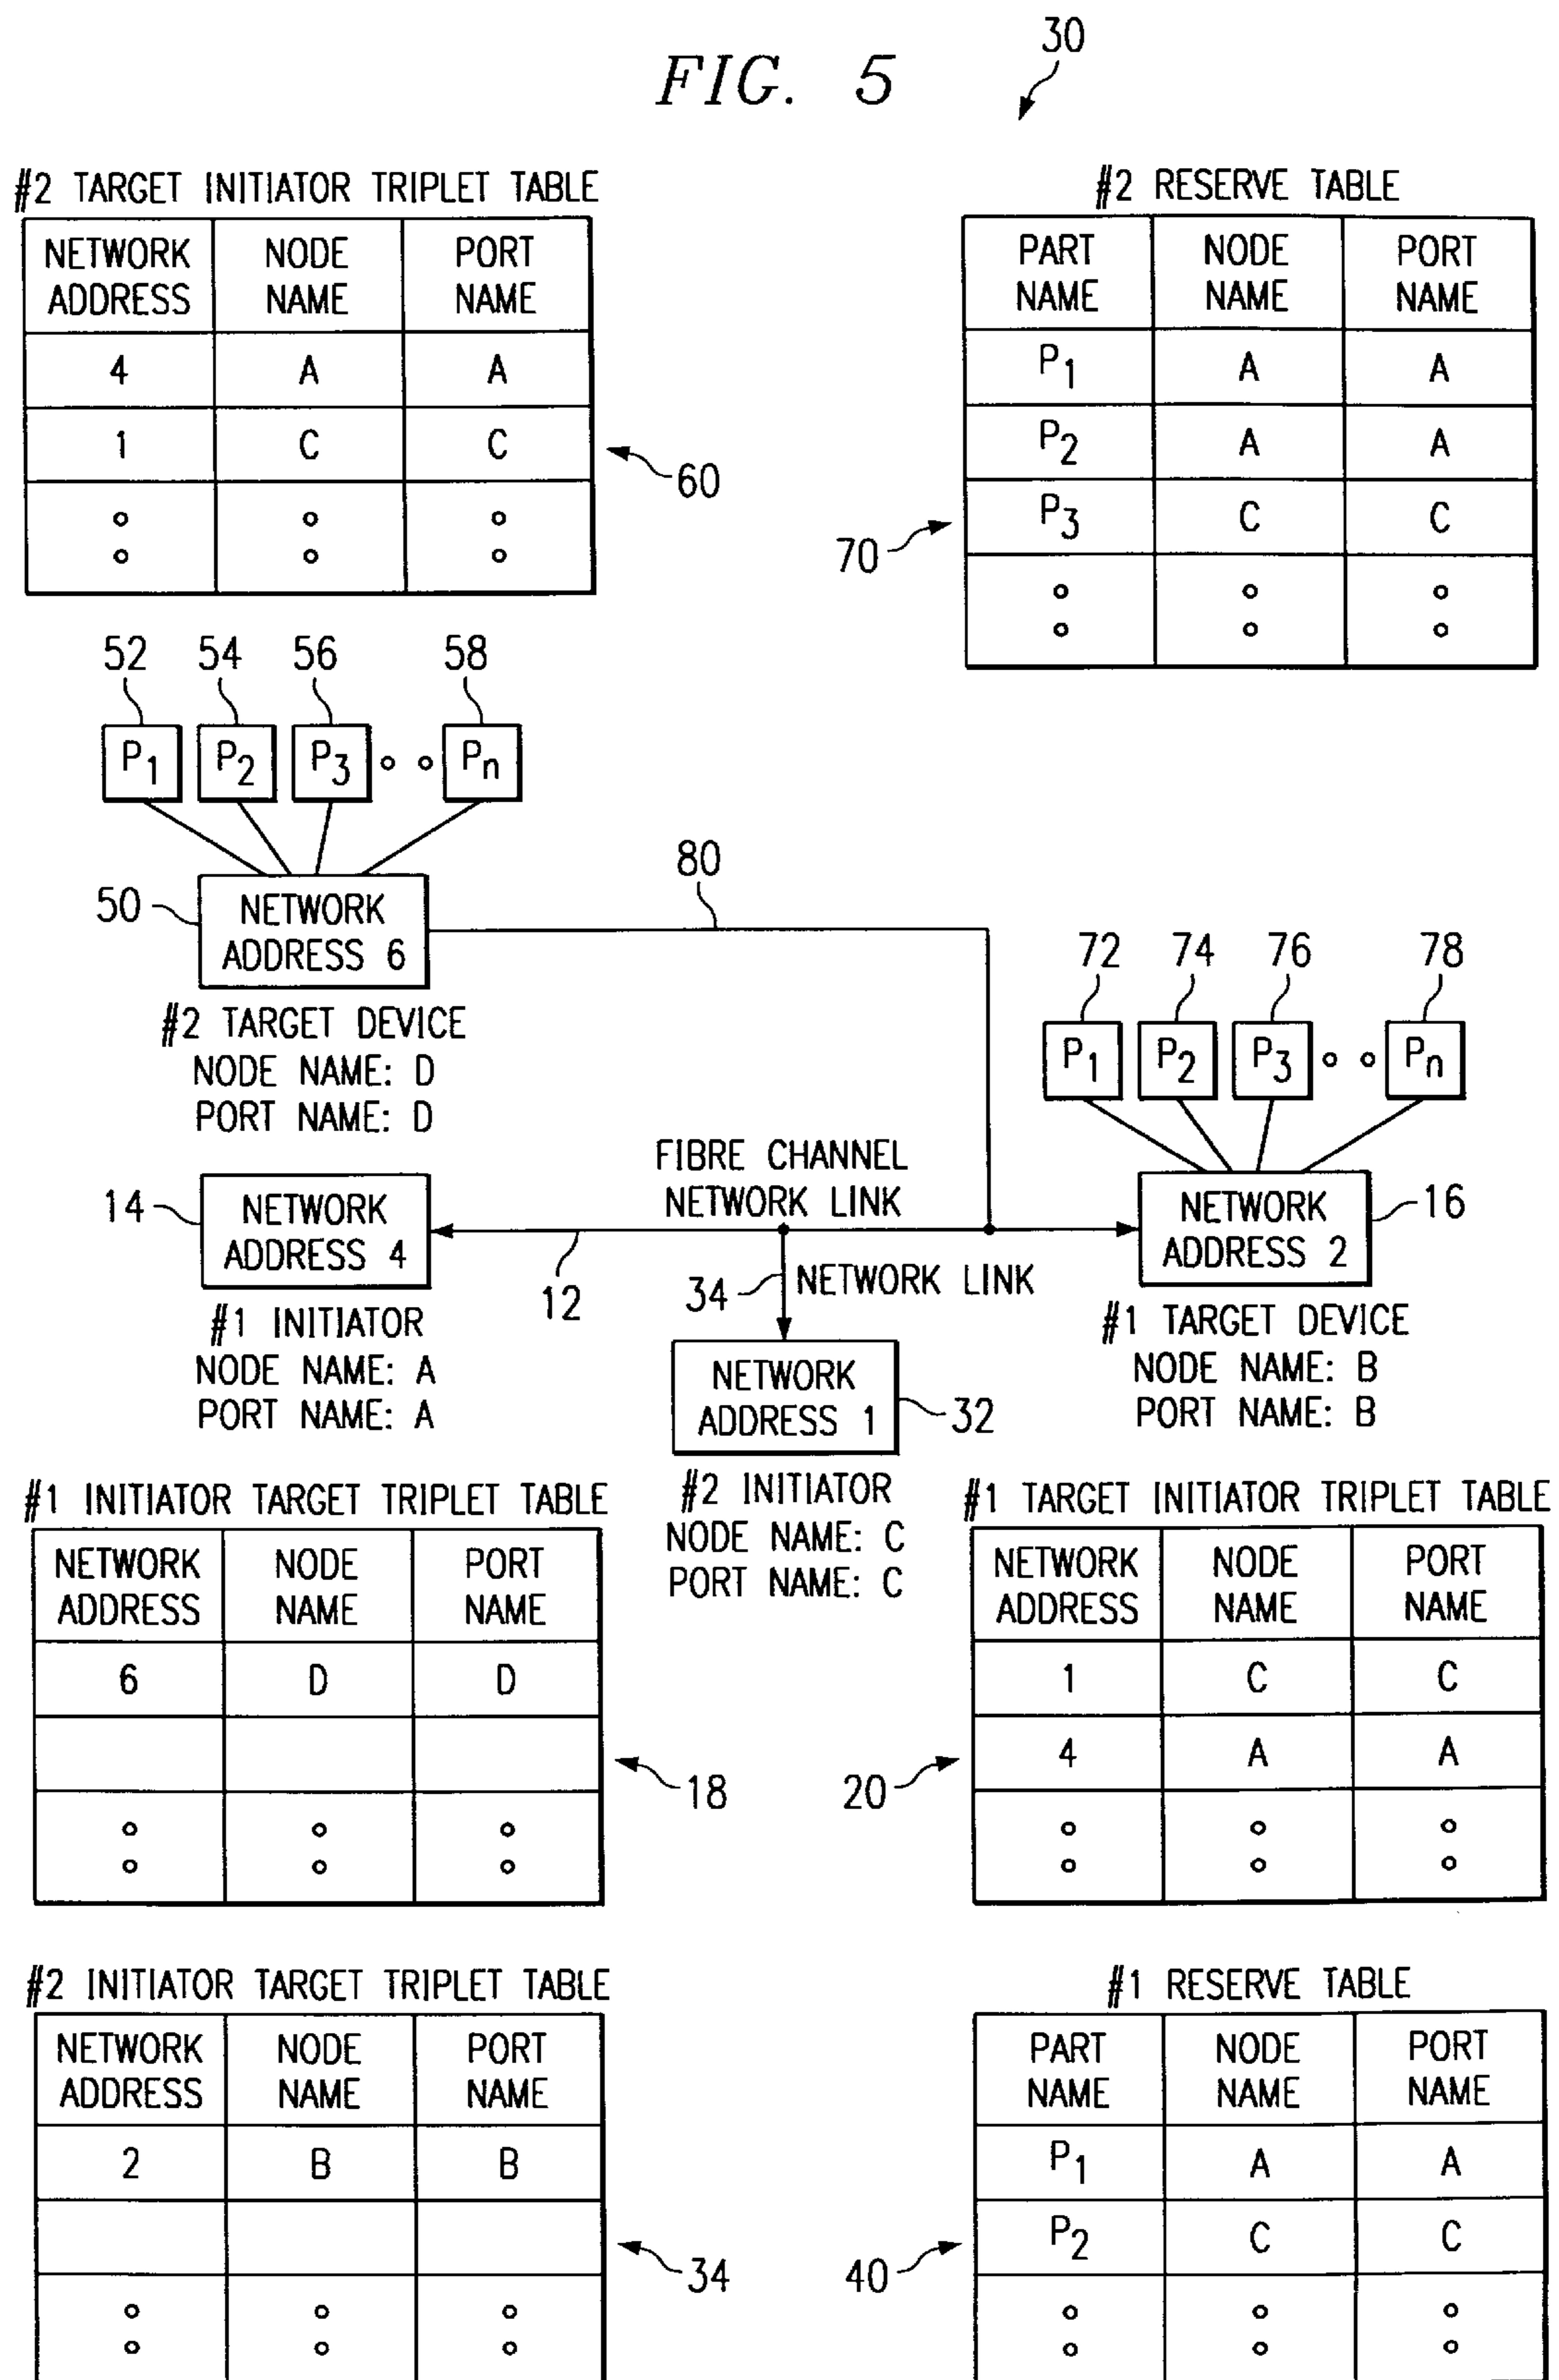 FIG. 5
30
#2 TARGET INITIATOR TRIPLET TABLE
NETWORK ADDRESS NODE NAME PORT NAME
4 A A
1 C C
60
#2 RESERVE TABLE
PART NAME NODE NAME PORT NAME
P1 A A
P2 A A
P3 C C
70
52 54 56 58
P1 P2 P3 Pn
50
NETWORK
ADDRESS 6
80
#2 TARGET DEVICE
NODE NAME: D
PORT NAME: D
72 74 76 78
P1 P2 P3 Pn
FIBRE CHANNEL
NETWORK LINK
14
NETWORK
ADDRESS 4
12
34
NETWORK LINK
NETWORK
ADDRESS 2
16
#1 INITIATOR
NODE NAME: A
PORT NAME: A
NETWORK
ADDRESS 1
32
#1 TARGET DEVICE
NODE NAME: B
PORT NAME: B
#2 INITIATOR
NODE NAME: C
PORT NAME: C
#1 INITIATOR TARGET TRIPLET TABLE
NETWORK ADDRESS NODE NAME PORT NAME
6 D D
18
#1 TARGET INITIATOR TRIPLET TABLE
NETWORK ADDRESS NODE NAME PORT NAME
1 C C
4 A A
20
#2 INITIATOR TARGET TRIPLET TABLE
NETWORK ADDRESS NODE NAME PORT NAME
2 B B
34
#1 RESERVE TABLE
PART NAME NODE NAME PORT NAME
P1 A A
P2 C C
40